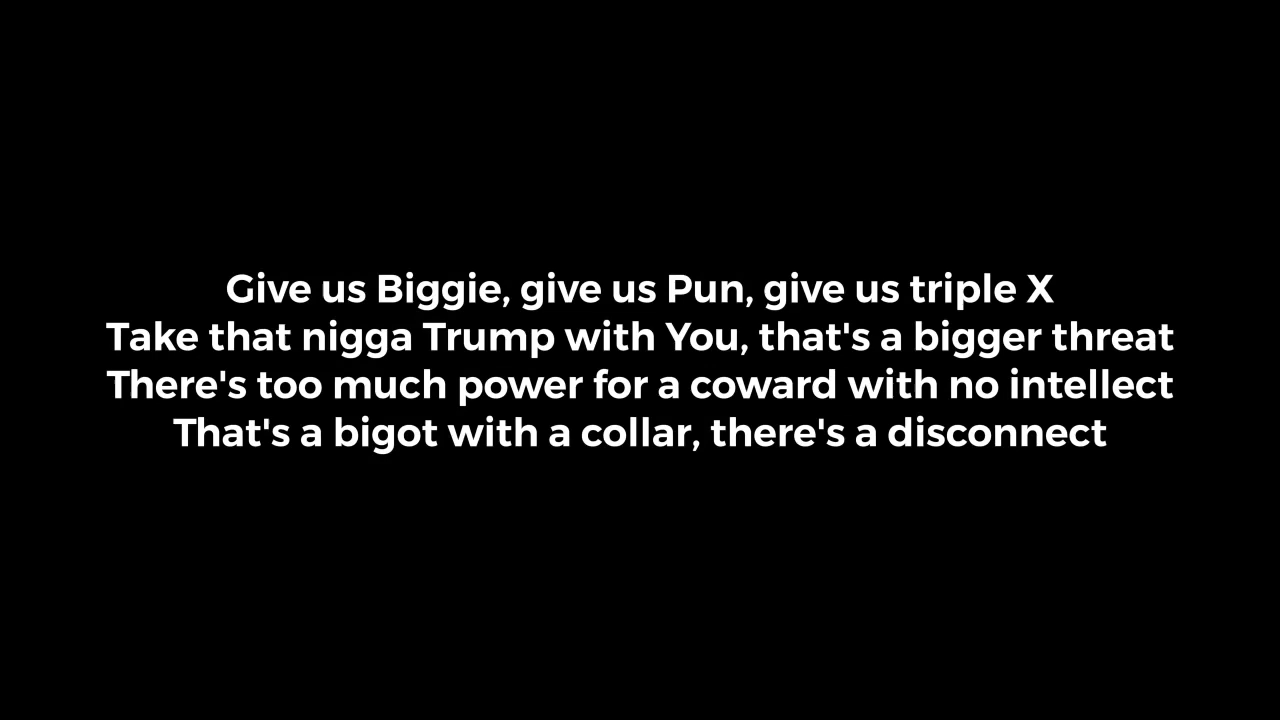 Give us Biggie, give us Pun, give us triple X
Take that nigga Trump with You, that's a bigger threat
There's too much power for a coward with no intellect
That's a bigot with a collar, there's a disconnect